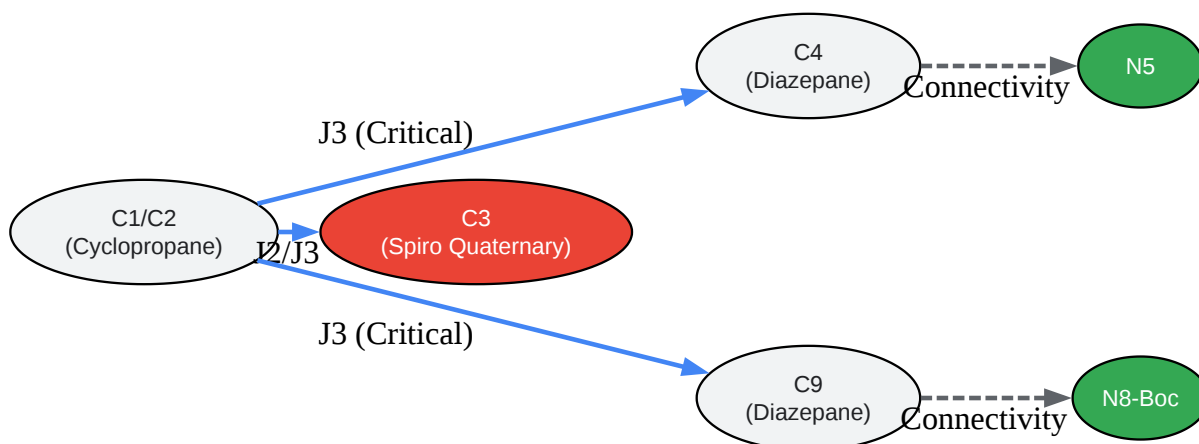 C4
(Diazepane)
Connectivity
N5
J3 (Critical)
C1/C2
(Cyclopropane)
J2/J3
C3
(Spiro Quaternary)
J3 (Critical)
C9
(Diazepane)
Connectivity
N8-Boc